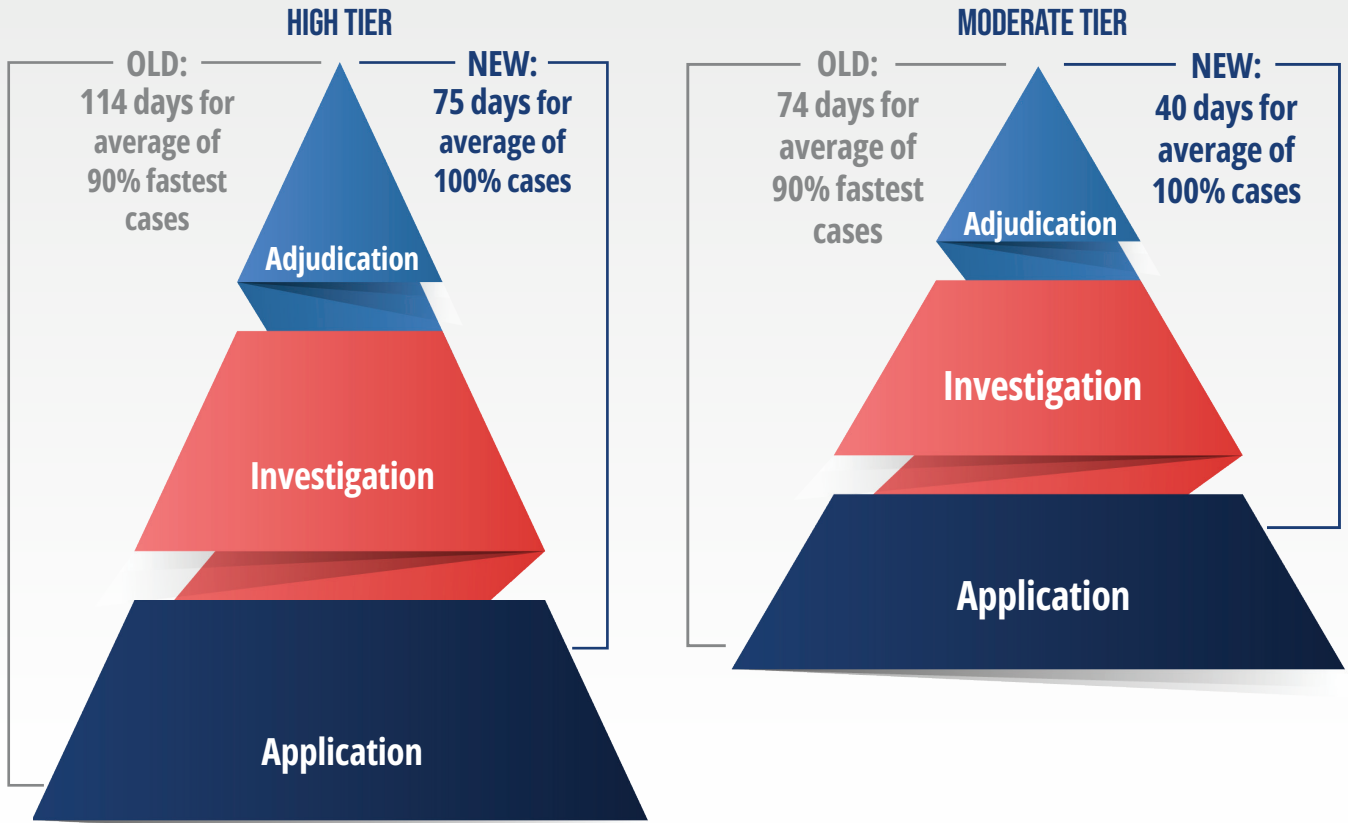 HIGH TIER
OLD:
114 days for
average of
90% fastest
cases
NEW:
75 days for
average of
100% cases
Adjudication
Investigation
Application
MODERATE TIER
OLD:
74 days for
average of
90% fastest
cases
NEW:
40 days for
average of
100% cases
Adjudication
Investigation
Application